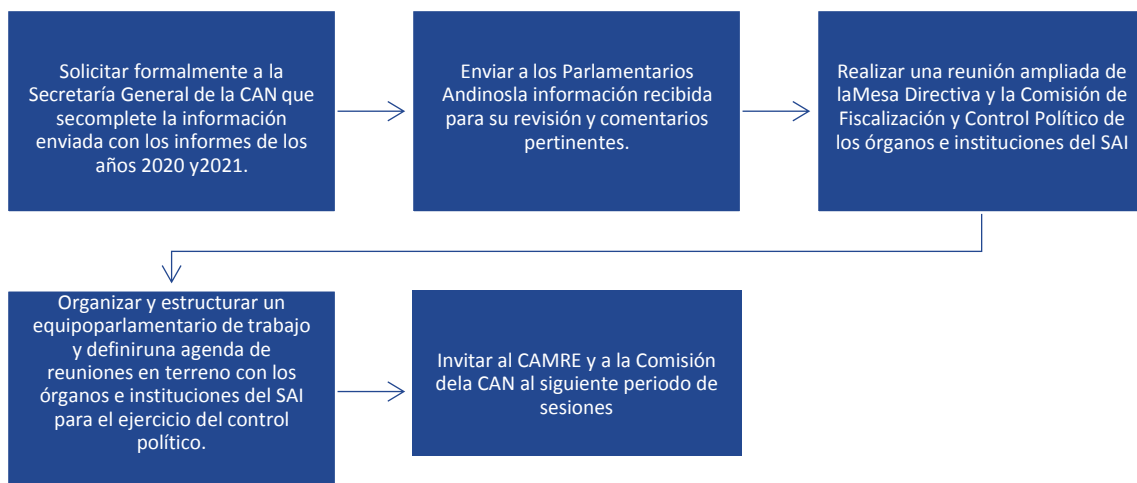 Solicitar formalmente a la
Secretaría General de la CAN que
secomplete la información
enviada con los informes de los
años 2020 y2021.
Enviar a los Parlamentarios
Andinosla información recibida
para su revisión y comentarios
pertinentes.
Realizar una reunión ampliada de
laMesa Directiva y la Comisión de
Fiscalización y Control Político de
los órganos e instituciones del SAI
Organizar y estructurar un
equipoparlamentario de trabajo
y definiruna agenda de
reuniones en terreno con los
órganos e instituciones del SAI
para el ejercicio del control
político.
Invitar al CAMRE y a la Comisión
dela CAN al siguiente periodo de
sesiones